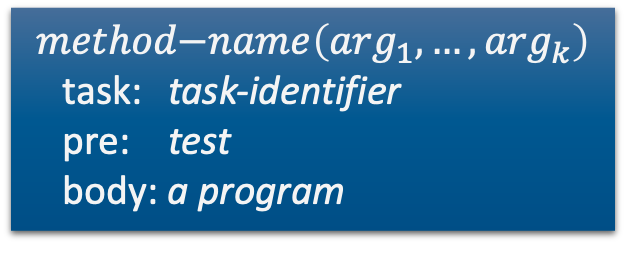 method−name(arg₁, … , argₖ)
task: task-identifier
pre: test
body: a program